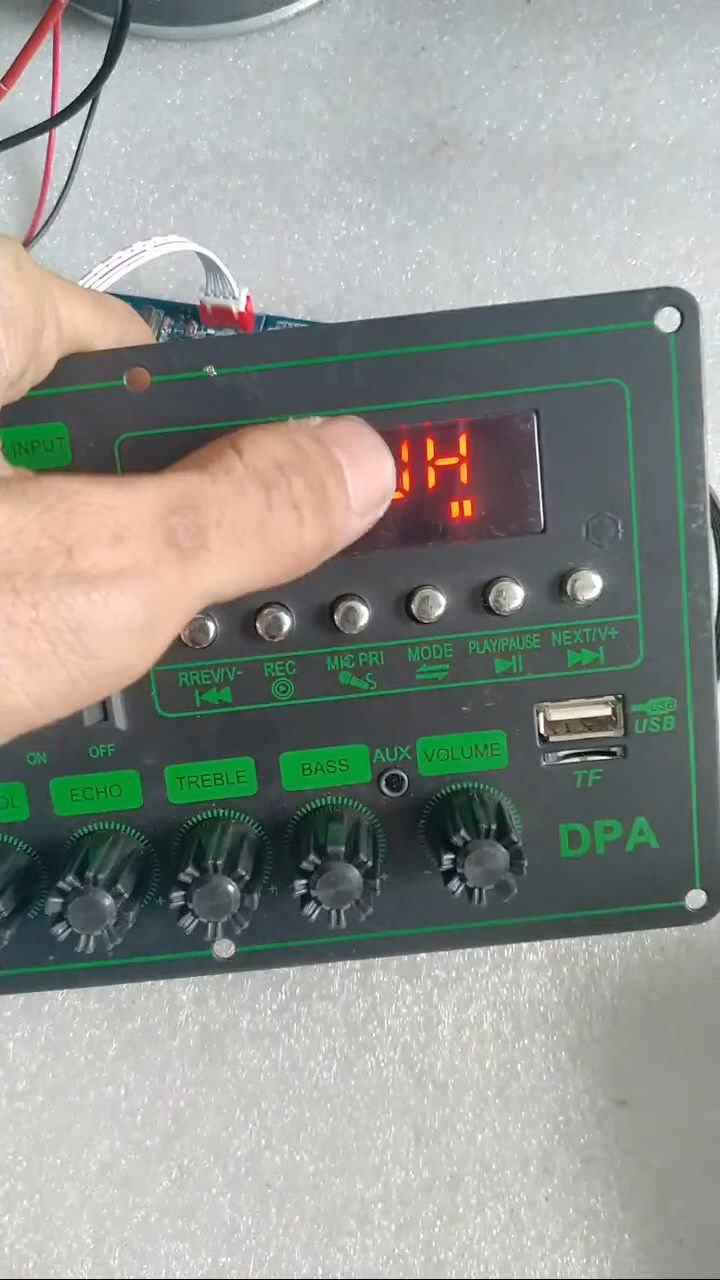 INPUT
H
RREV/V-
REC
MIC PRI
MODE
PLAY/PAUSE
NEXT/V+
ON
OFF
USB
USB
TF
ECHO
TREBLE
BASS
AUX
VOLUME
DPA